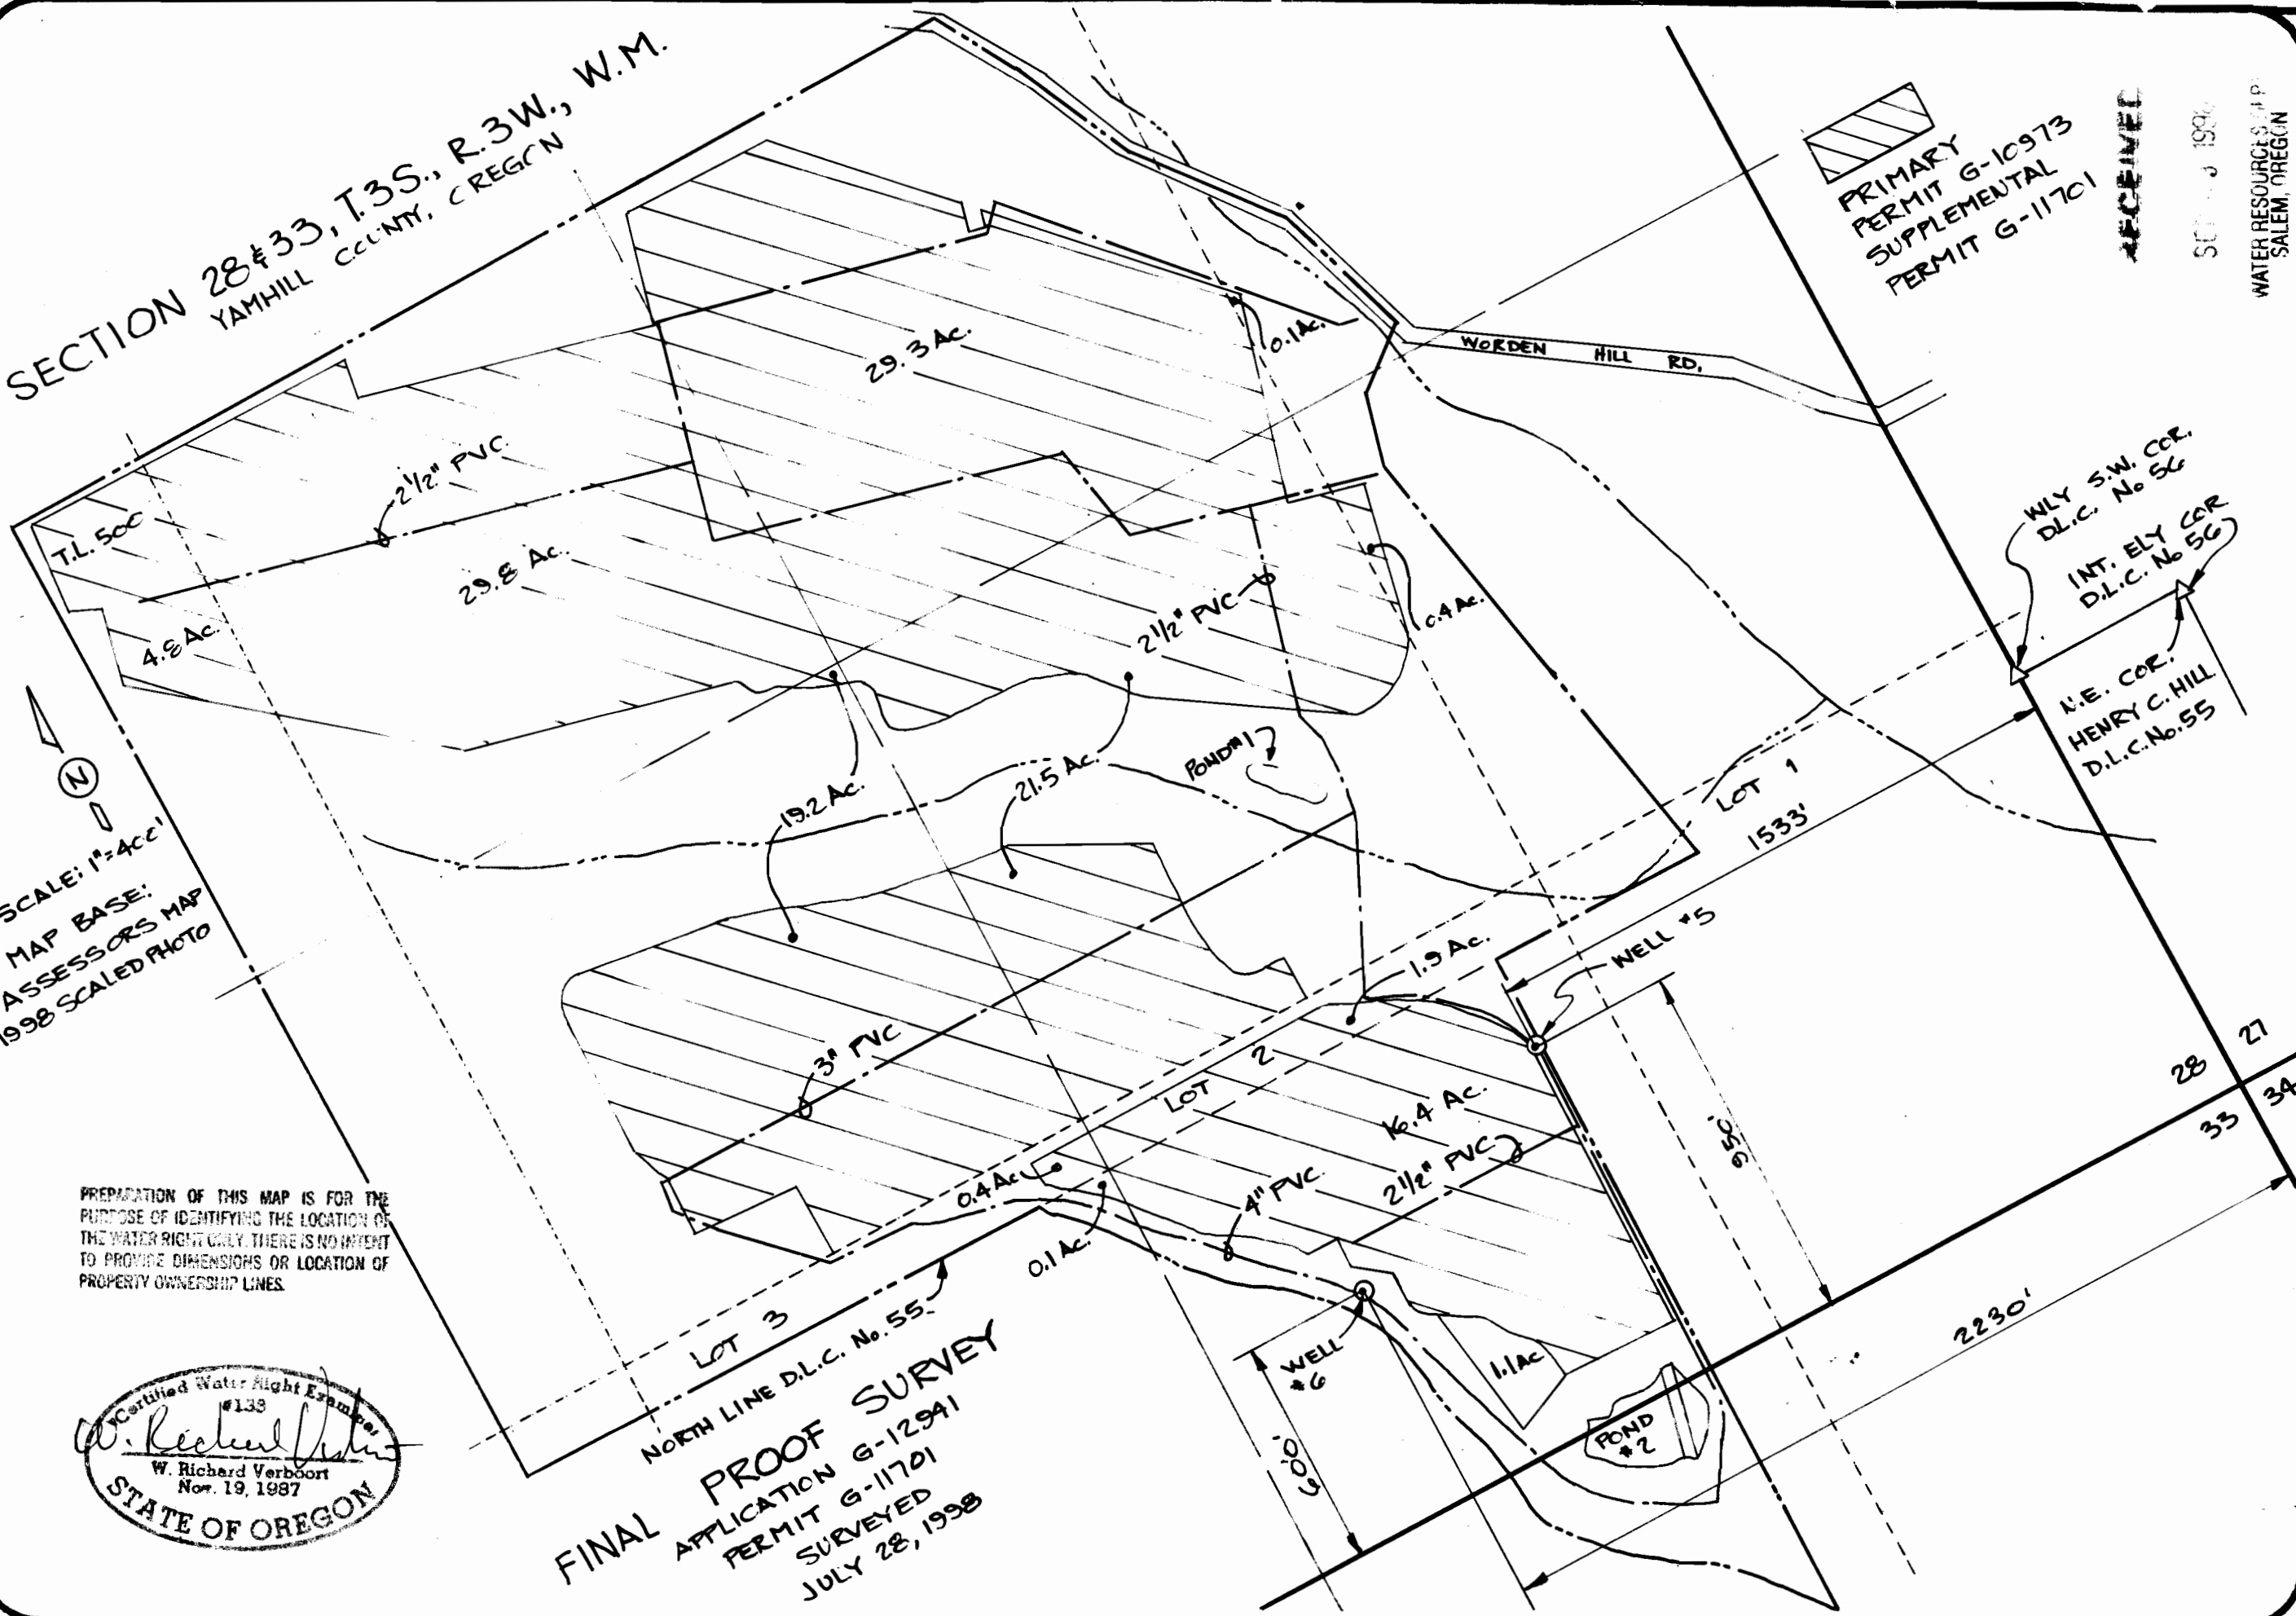 SECTION 28&33, T.3S., R.3W., W.M.
YAMHILL COUNTY, OREGON
PRIMARY
PERMIT G-10973
SUPPLEMENTAL
PERMIT G-11701
RECEIVED
WATER RESOURCES DEPT
SALEM, OREGON
29.3 Ac.
0.1 Ac.
WORDEN HILL RD.
2 1/2" PVC
T.L. 500
29.8 Ac.
4.8 Ac.
2 1/2" PVC
0.4 Ac.
WLY S.W. COR.
D.L.C. No 56
INT. ELY COR
D.L.C. No 56
N.E. COR.
HENRY C. HILL
D.L.C. No. 55
N
SCALE: 1"=400'
MAP BASE:
ASSESSORS MAP
1998 SCALED PHOTO
19.2 Ac.
21.5 Ac.
POND #1
LOT 1
1533'
WELL #5
1.9 Ac.
3" PVC
LOT 2
16.4 Ac.
2 1/2" PVC
950'
28
27
33
34
0.4 Ac
4" PVC
0.1 Ac.
PREPARATION OF THIS MAP IS FOR THE
PURPOSE OF IDENTIFYING THE LOCATION OF
THE WATER RIGHT ONLY. THERE IS NO INTENT
TO PROVIDE DIMENSIONS OR LOCATION OF
PROPERTY OWNERSHIP LINES.
LOT 3
NORTH LINE D.L.C. No. 55
WELL
#6
1.1 Ac
POND
#2
2230'
600'
FINAL PROOF SURVEY
APPLICATION G-12941
PERMIT G-11701
SURVEYED
JULY 28, 1998
Certified Water Right Examiner
#133
W. Richard Verboort
Nov. 19, 1987
STATE OF OREGON